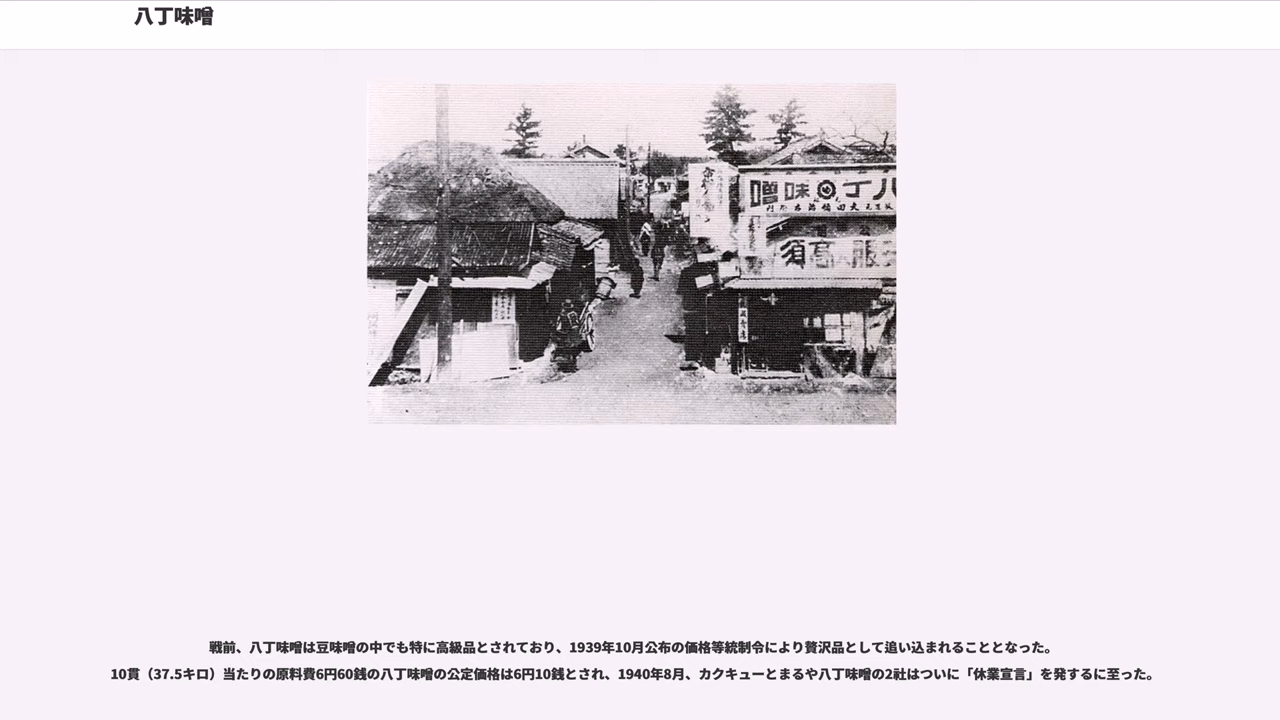 八丁味噌
噌味丁八
戦前、八丁味噌は豆味噌の中でも特に高級品とされており、1939年10月公布の価格等統制令により贅沢品として追い込まれることとなった。
10貫（37.5キロ）当たりの原料費6円60銭の八丁味噌の公定価格は6円10銭とされ、1940年8月、カクキューとまるや八丁味噌の2社はついに「休業宣言」を発するに至った。